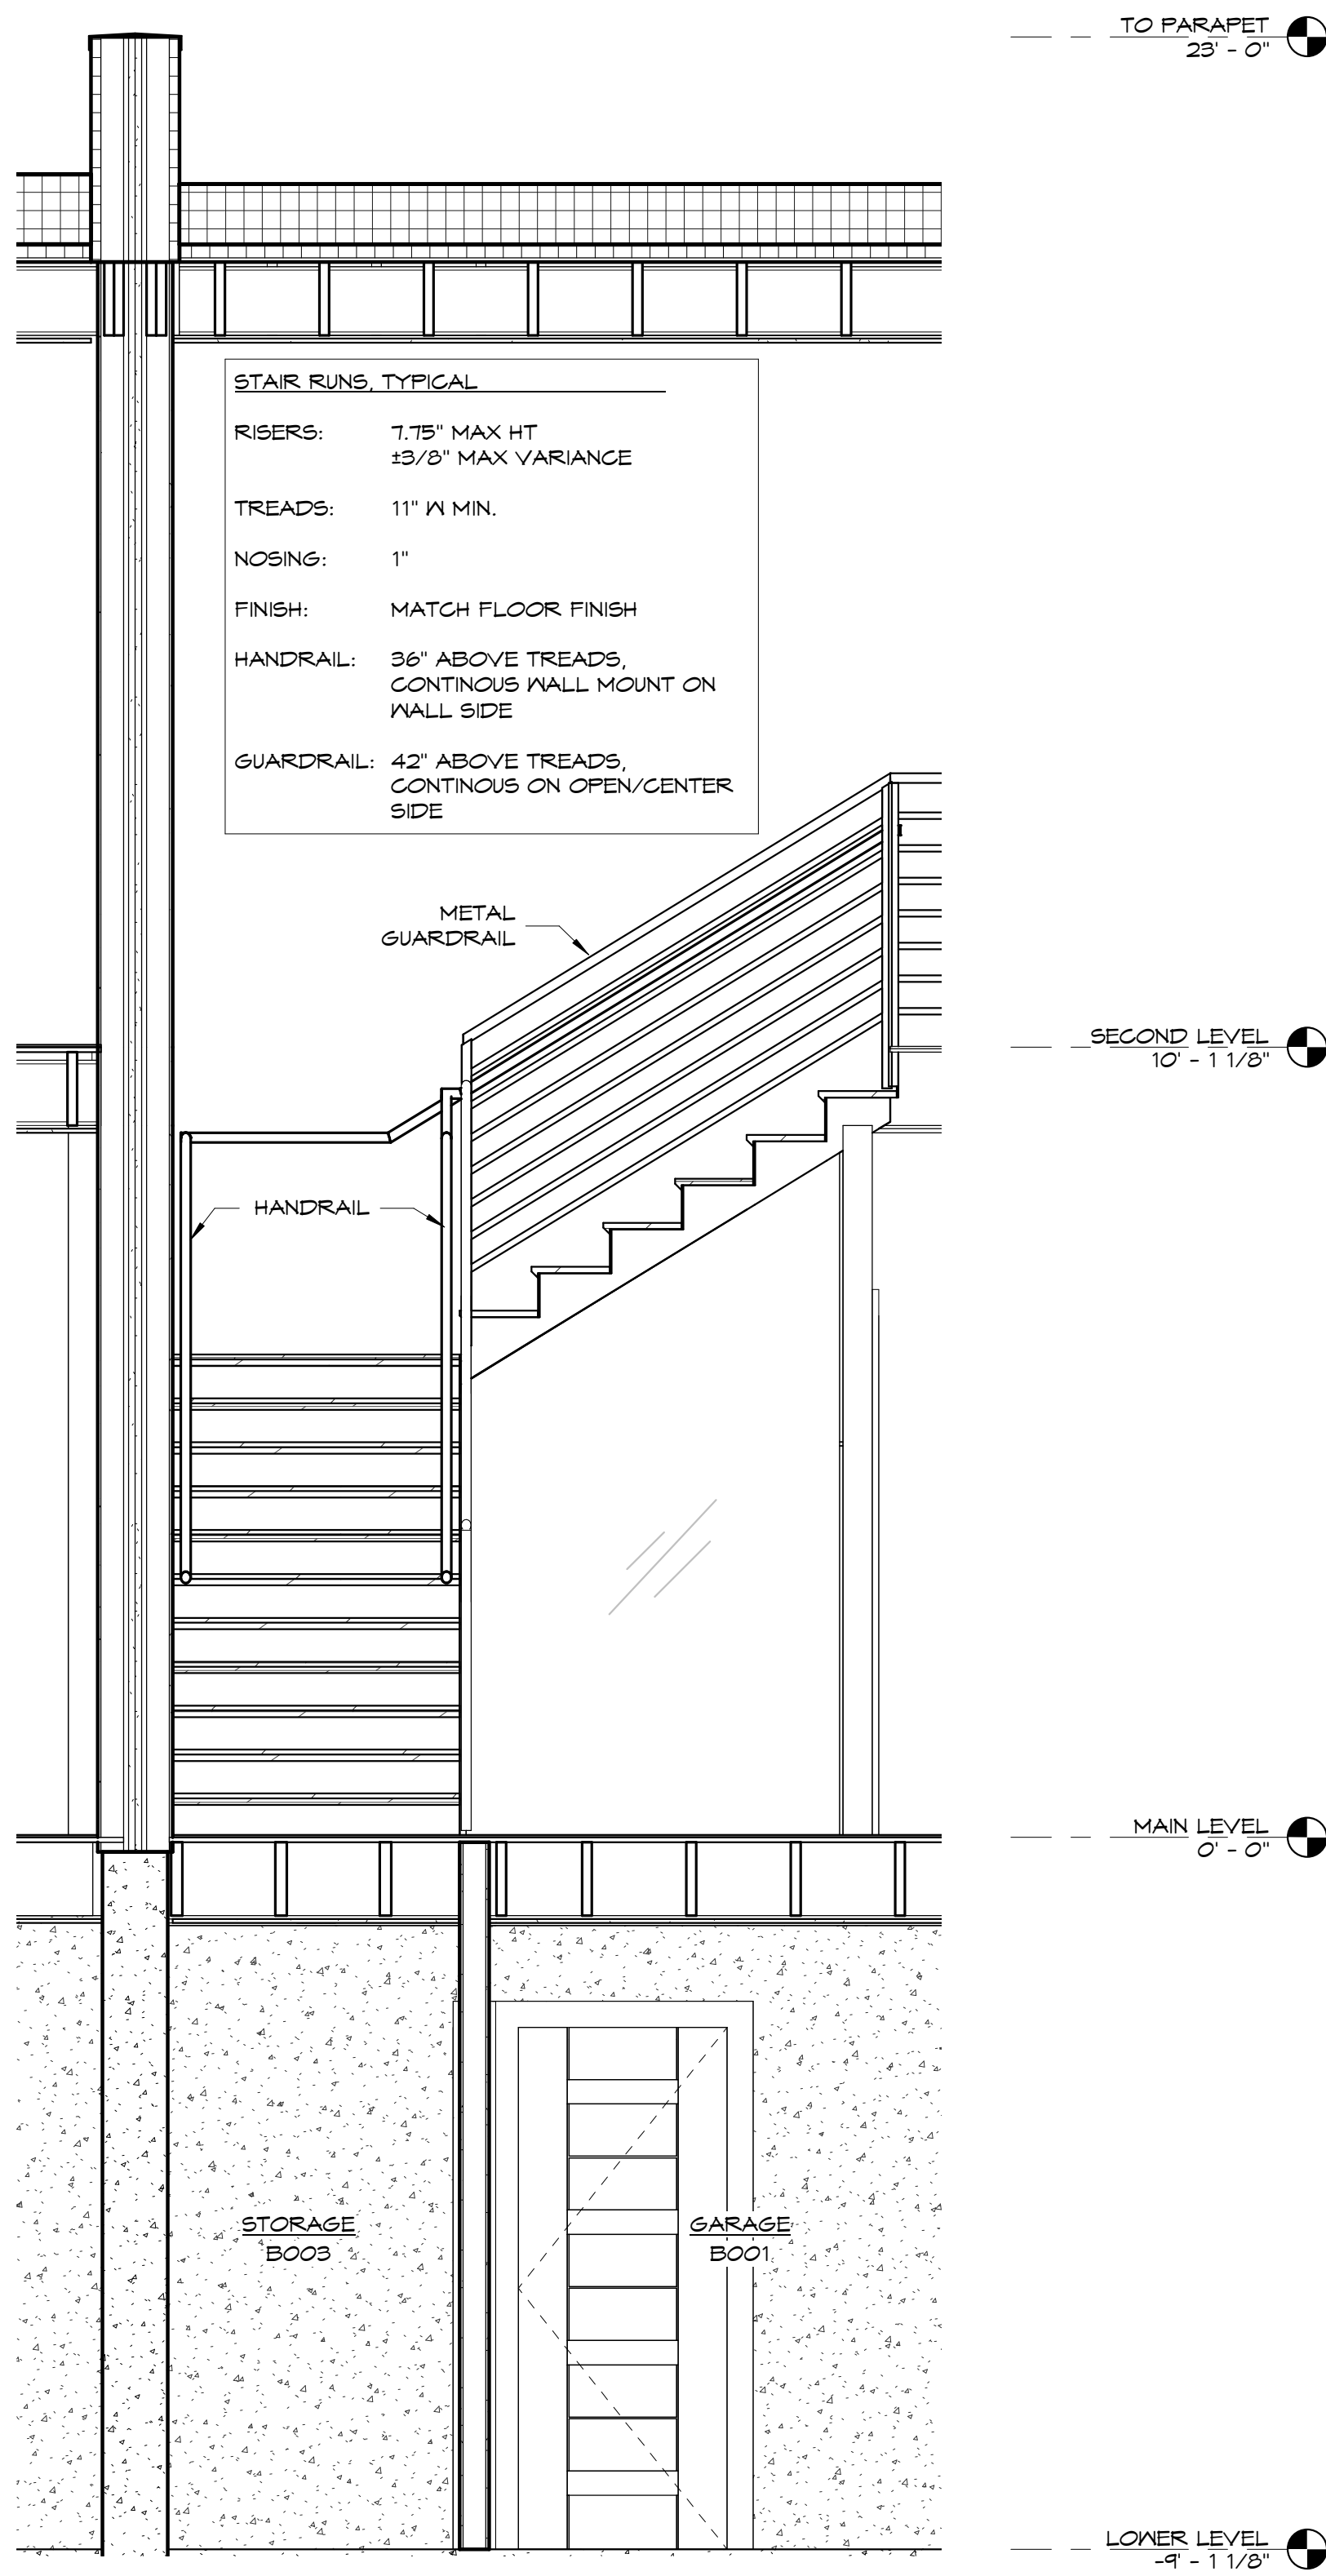 TO PARAPET
23' - 0"
STAIR RUNS, TYPICAL
RISERS: 7.75" MAX HT
±3/8" MAX VARIANCE
TREADS: 11" W MIN.
NOSING: 1"
FINISH: MATCH FLOOR FINISH
HANDRAIL: 36" ABOVE TREADS,
CONTINOUS WALL MOUNT ON
WALL SIDE
GUARDRAIL: 42" ABOVE TREADS,
CONTINOUS ON OPEN/CENTER
SIDE
METAL
GUARDRAIL
SECOND LEVEL
10' - 1 1/8"
HANDRAIL
MAIN LEVEL
0' - 0"
STORAGE
B003
GARAGE
B001
LOWER LEVEL
-9' - 1 1/8"